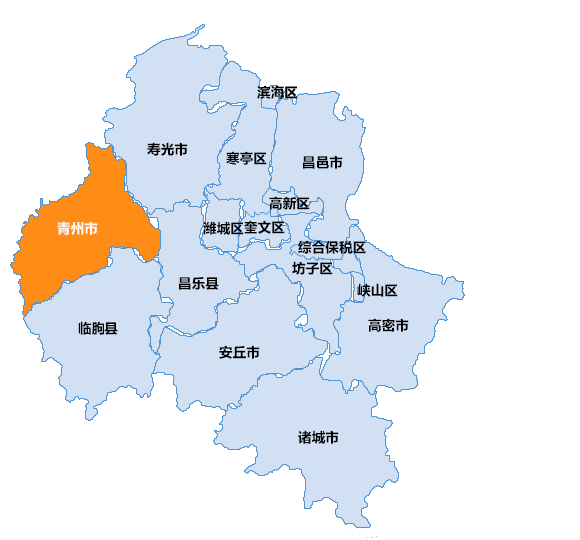 滨海区
寿光市
寒亭区
昌邑市
高新区
青州市
潍城区
奎文区
综合保税区
坊子区
昌乐县
峡山区
临朐县
高密市
安丘市
诸城市